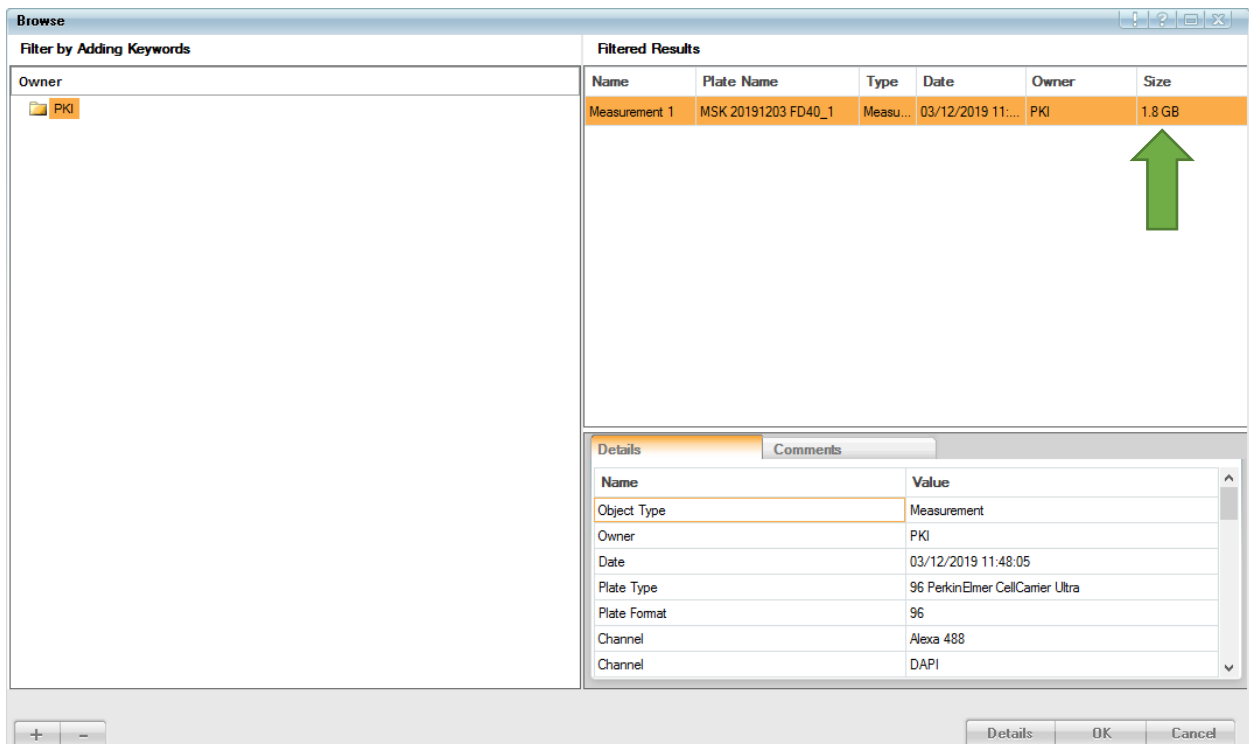 Browse
Filter by Adding Keywords
Filtered Results
Owner
PKI
Name Plate Name Type Date Owner Size
Measurement 1 MSK 20191203 FD40_1 Measu... 03/12/2019 11:... PKI 1.8 GB
Details Comments
Name Value
Object Type Measurement
Owner PKI
Date 03/12/2019 11:48:05
Plate Type 96 PerkinElmer CellCarrier Ultra
Plate Format 96
Channel Alexa 488
Channel DAPI
+ -
Details OK Cancel